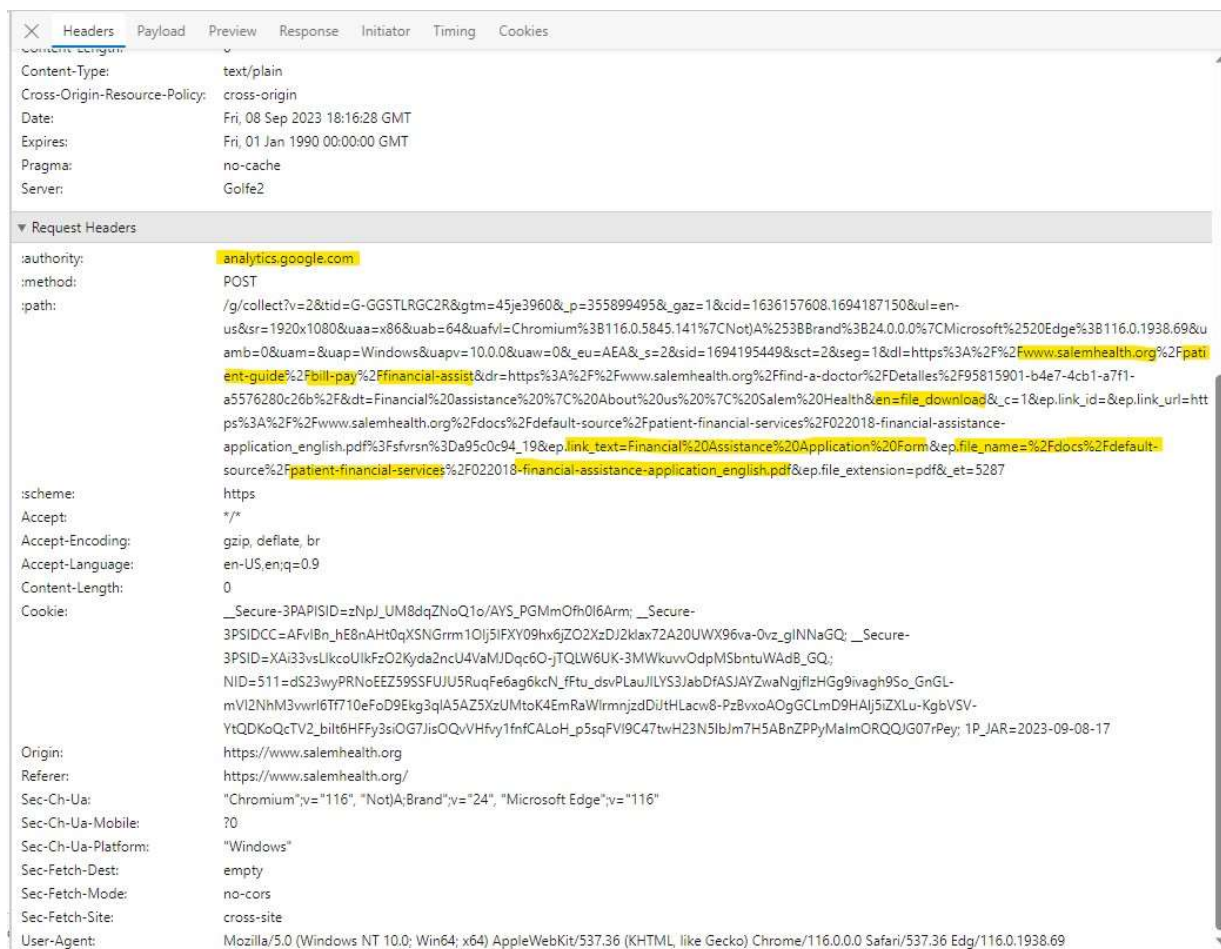 Headers Payload Preview Response Initiator Timing Cookies
Content-Length: 0
Content-Type: text/plain
Cross-Origin-Resource-Policy: cross-origin
Date: Fri, 08 Sep 2023 18:16:28 GMT
Expires: Fri, 01 Jan 1990 00:00:00 GMT
Pragma: no-cache
Server: Golfe2
▼ Request Headers
:authority: analytics.google.com
:method: POST
:path: /g/collect?v=2&tid=G-GGSTLRGC2R&gtm=45je3960&_p=355899495&_gaz=1&cid=1636157608.1694187150&ul=en-
us&sr=1920x1080&uaa=x86&uab=64&uafvl=Chromium%3B116.0.5845.141%7CNot)A%253BBrand%3B24.0.0.0%7CMicrosoft%2520Edge%3B116.0.1938.69&u
amb=0&uam=&uap=Windows&uapv=10.0.0&uaw=0&_eu=AEA&_s=2&sid=1694195449&sct=2&seg=1&dl=https%3A%2F%2Fwww.salemhealth.org%2Fpati
ent-guide%2Fbill-pay%2Ffinancial-assist&dr=https%3A%2F%2Fwww.salemhealth.org%2Ffind-a-doctor%2FDetalles%2F95815901-b4e7-4cb1-a7f1-
a5576280c26b%2F&dt=Financial%20assistance%20%7C%20About%20us%20%7C%20Salem%20Health&en=file_download&_c=1&ep.link_id=&ep.link_url=htt
ps%3A%2F%2Fwww.salemhealth.org%2Fdocs%2Fdefault-source%2Fpatient-financial-services%2F022018-financial-assistance-
application_english.pdf%3Fsfvrsn%3Da95c0c94_19&ep.link_text=Financial%20Assistance%20Application%20Form&ep.file_name=%2Fdocs%2Fdefault-
source%2Fpatient-financial-services%2F022018-financial-assistance-application_english.pdf&ep.file_extension=pdf&_et=5287
:scheme: https
Accept: */*
Accept-Encoding: gzip, deflate, br
Accept-Language: en-US,en;q=0.9
Content-Length: 0
Cookie: __Secure-3PAPISID=zNpJ_UM8dqZNoQ1o/AYS_PGMmOfh0I6Arm; __Secure-
3PSIDCC=AFvIBn_hE8nAHt0qXSNGrrm1OIj5IFXY09hx6jZO2XzDJ2klax72A20UWX96va-0vz_gINNaGQ; __Secure-
3PSID=XAi33vsLlkcoUlkFzO2Kyda2ncU4VaMJDqc6O-jTQLW6UK-3MWkuvvOdpMSbntuWAdB_GQ.;
NID=511=dS23wyPRNoEEZ59SSFUJU5RuqFe6ag6kcN_fFtu_dsvPLauJILYS3JabDfASJAYZwaNgjfIzHGg9ivagh9So_GnGL-
mVI2NhM3vwrI6Tf710eFoD9Ekg3qIA5AZ5XzUMtoK4EmRaWIrmnjzdDiJtHLacw8-PzBvxoAOgGCLmD9HAIj5iZXLu-KgbVSV-
YtQDKoQcTV2_bilt6HFFy3siOG7JisOQvVHfvy1fnfCALoH_p5sqFVI9C47twH23N5IbJm7H5ABnZPPyMaImORQQJG07rPey; 1P_JAR=2023-09-08-17
Origin: https://www.salemhealth.org
Referer: https://www.salemhealth.org/
Sec-Ch-Ua: "Chromium";v="116", "Not)A;Brand";v="24", "Microsoft Edge";v="116"
Sec-Ch-Ua-Mobile: ?0
Sec-Ch-Ua-Platform: "Windows"
Sec-Fetch-Dest: empty
Sec-Fetch-Mode: no-cors
Sec-Fetch-Site: cross-site
User-Agent: Mozilla/5.0 (Windows NT 10.0; Win64; x64) AppleWebKit/537.36 (KHTML, like Gecko) Chrome/116.0.0.0 Safari/537.36 Edg/116.0.1938.69